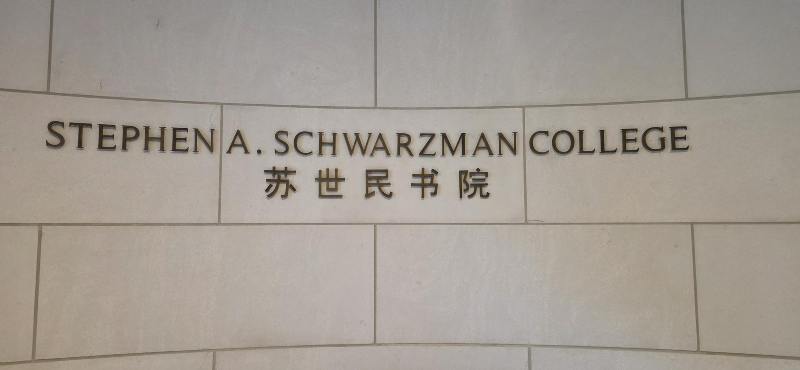 STEPHEN A. SCHWARZMAN COLLEGE
苏世民书院